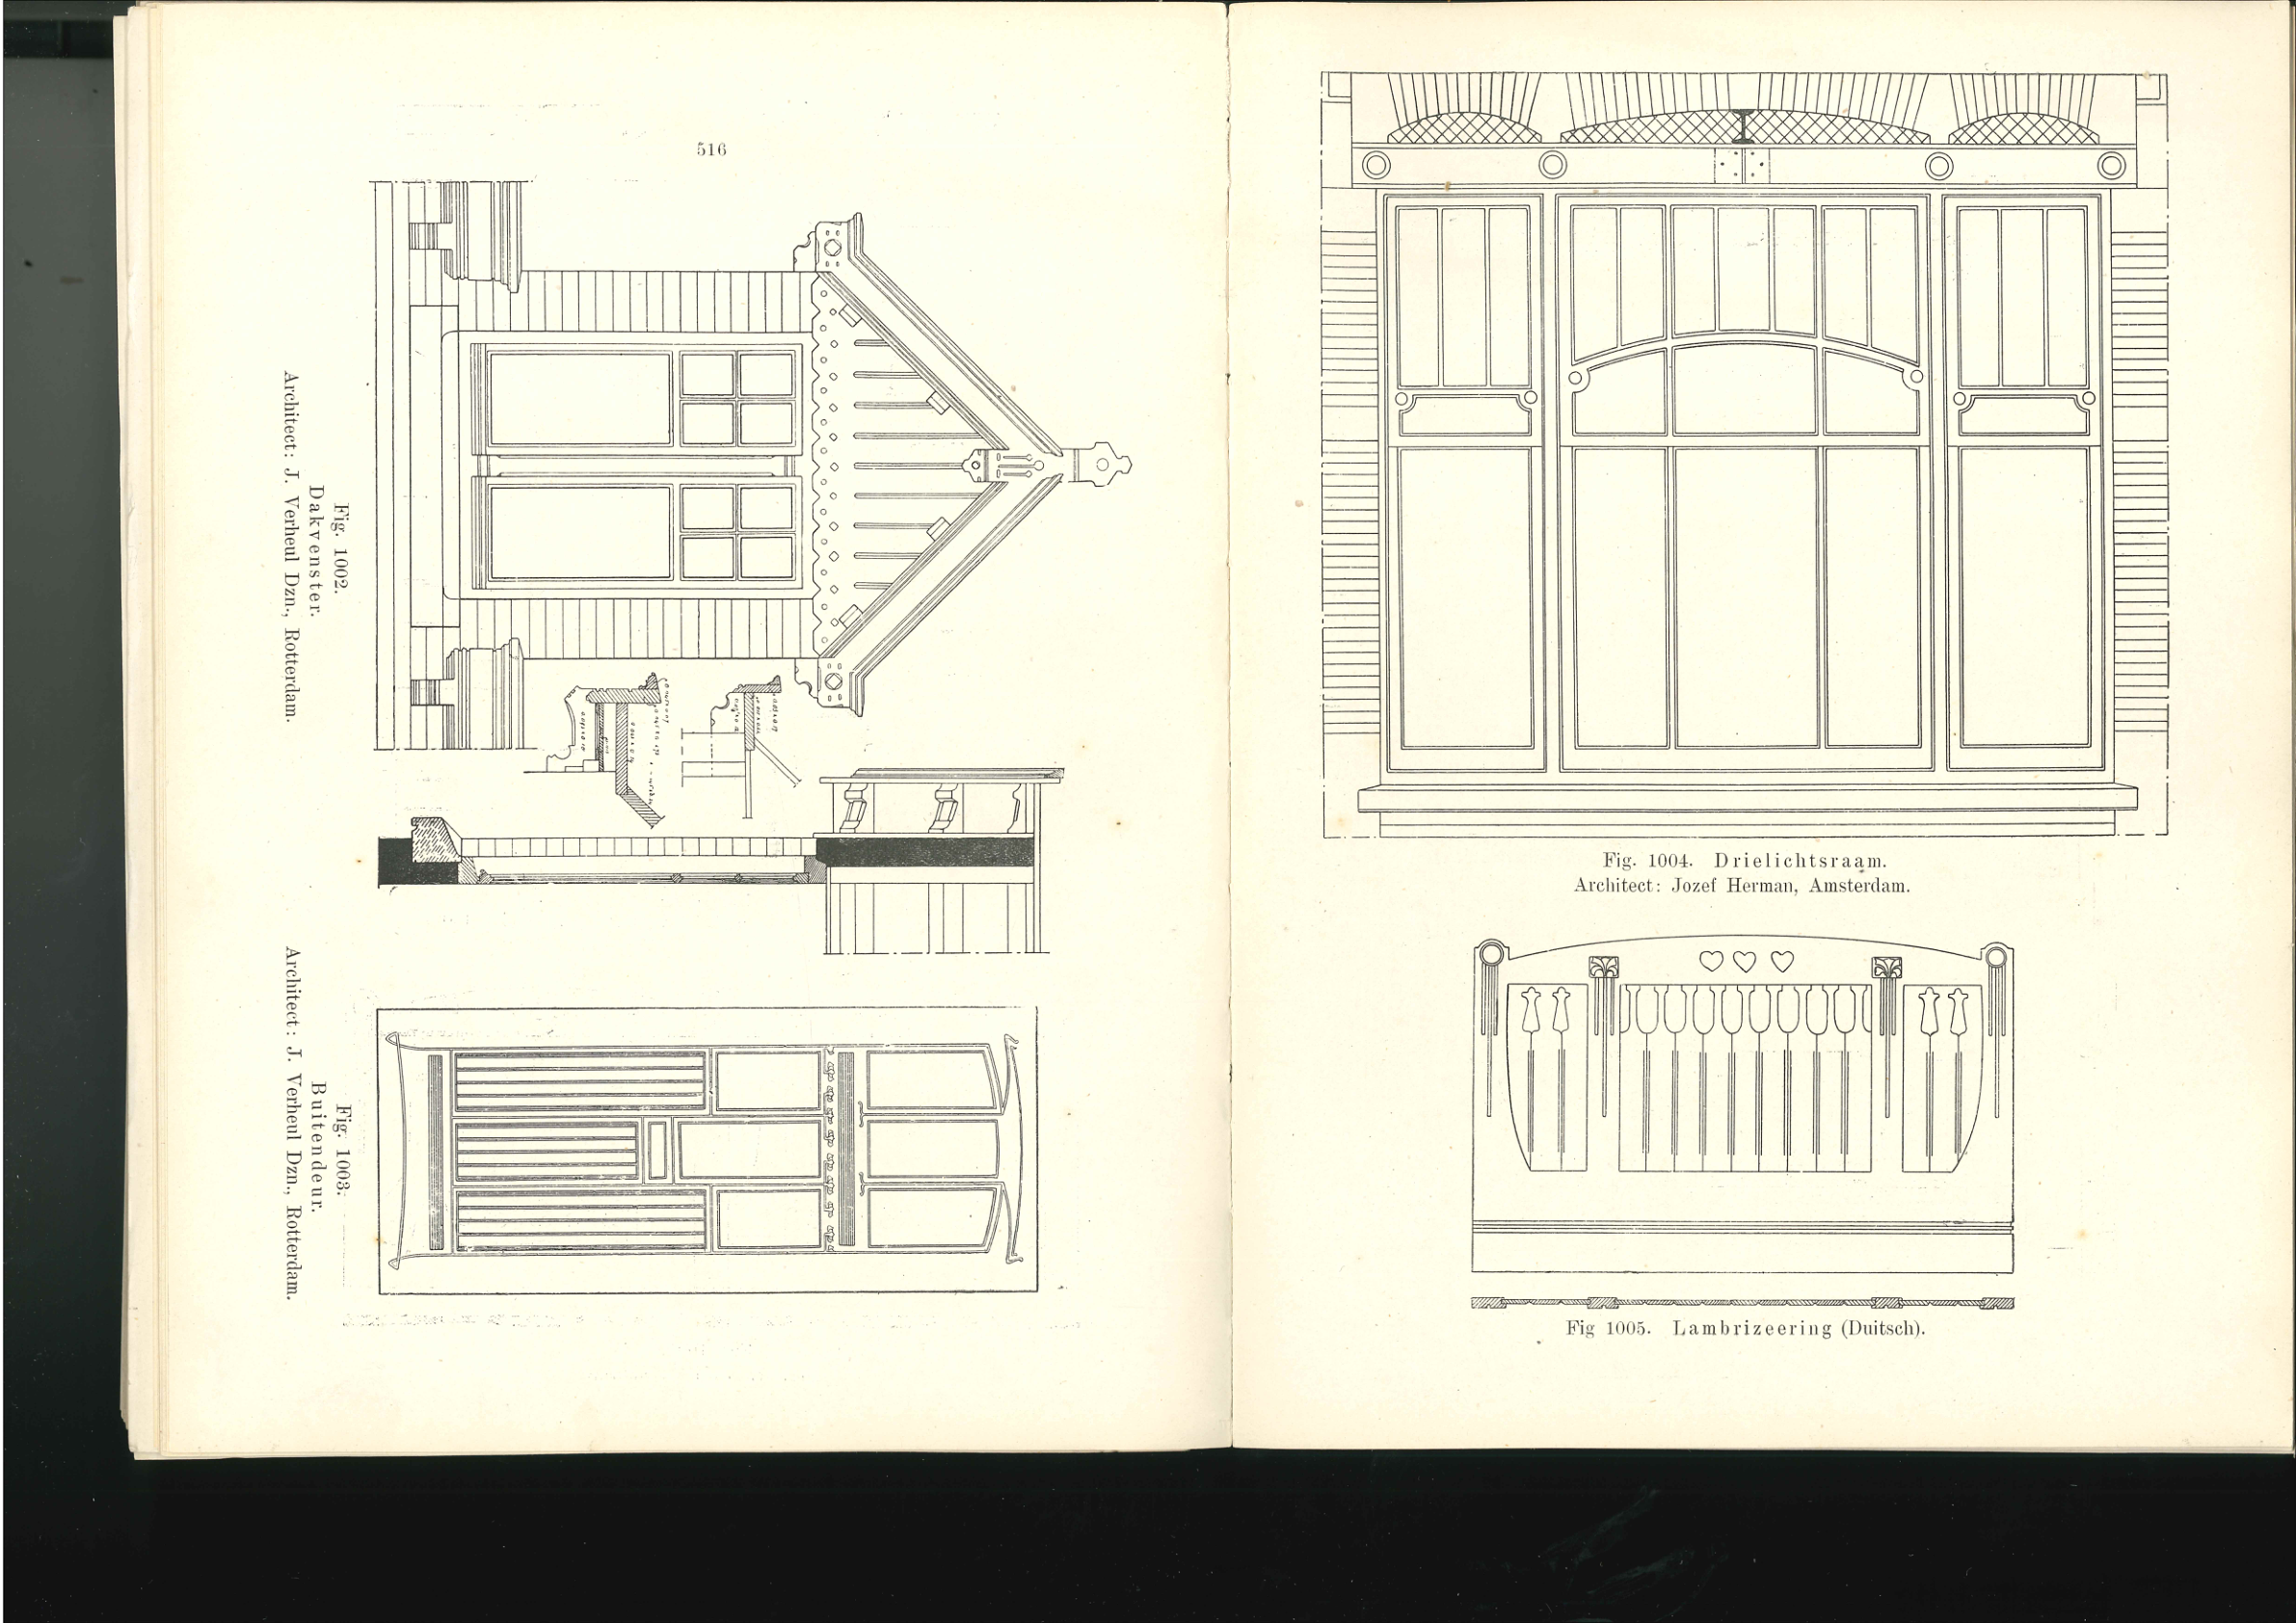 516
Fig. 1002.
Dakvenster.
Architect: J. Verheul Dzn., Rotterdam.
Fig. 1003.
Buitendeur.
Architect: J. Verheul Dzn., Rotterdam.
Fig. 1004. Drielichtsraam.
Architect: Jozef Herman, Amsterdam.
Fig 1005. Lambrizeering (Duitsch).